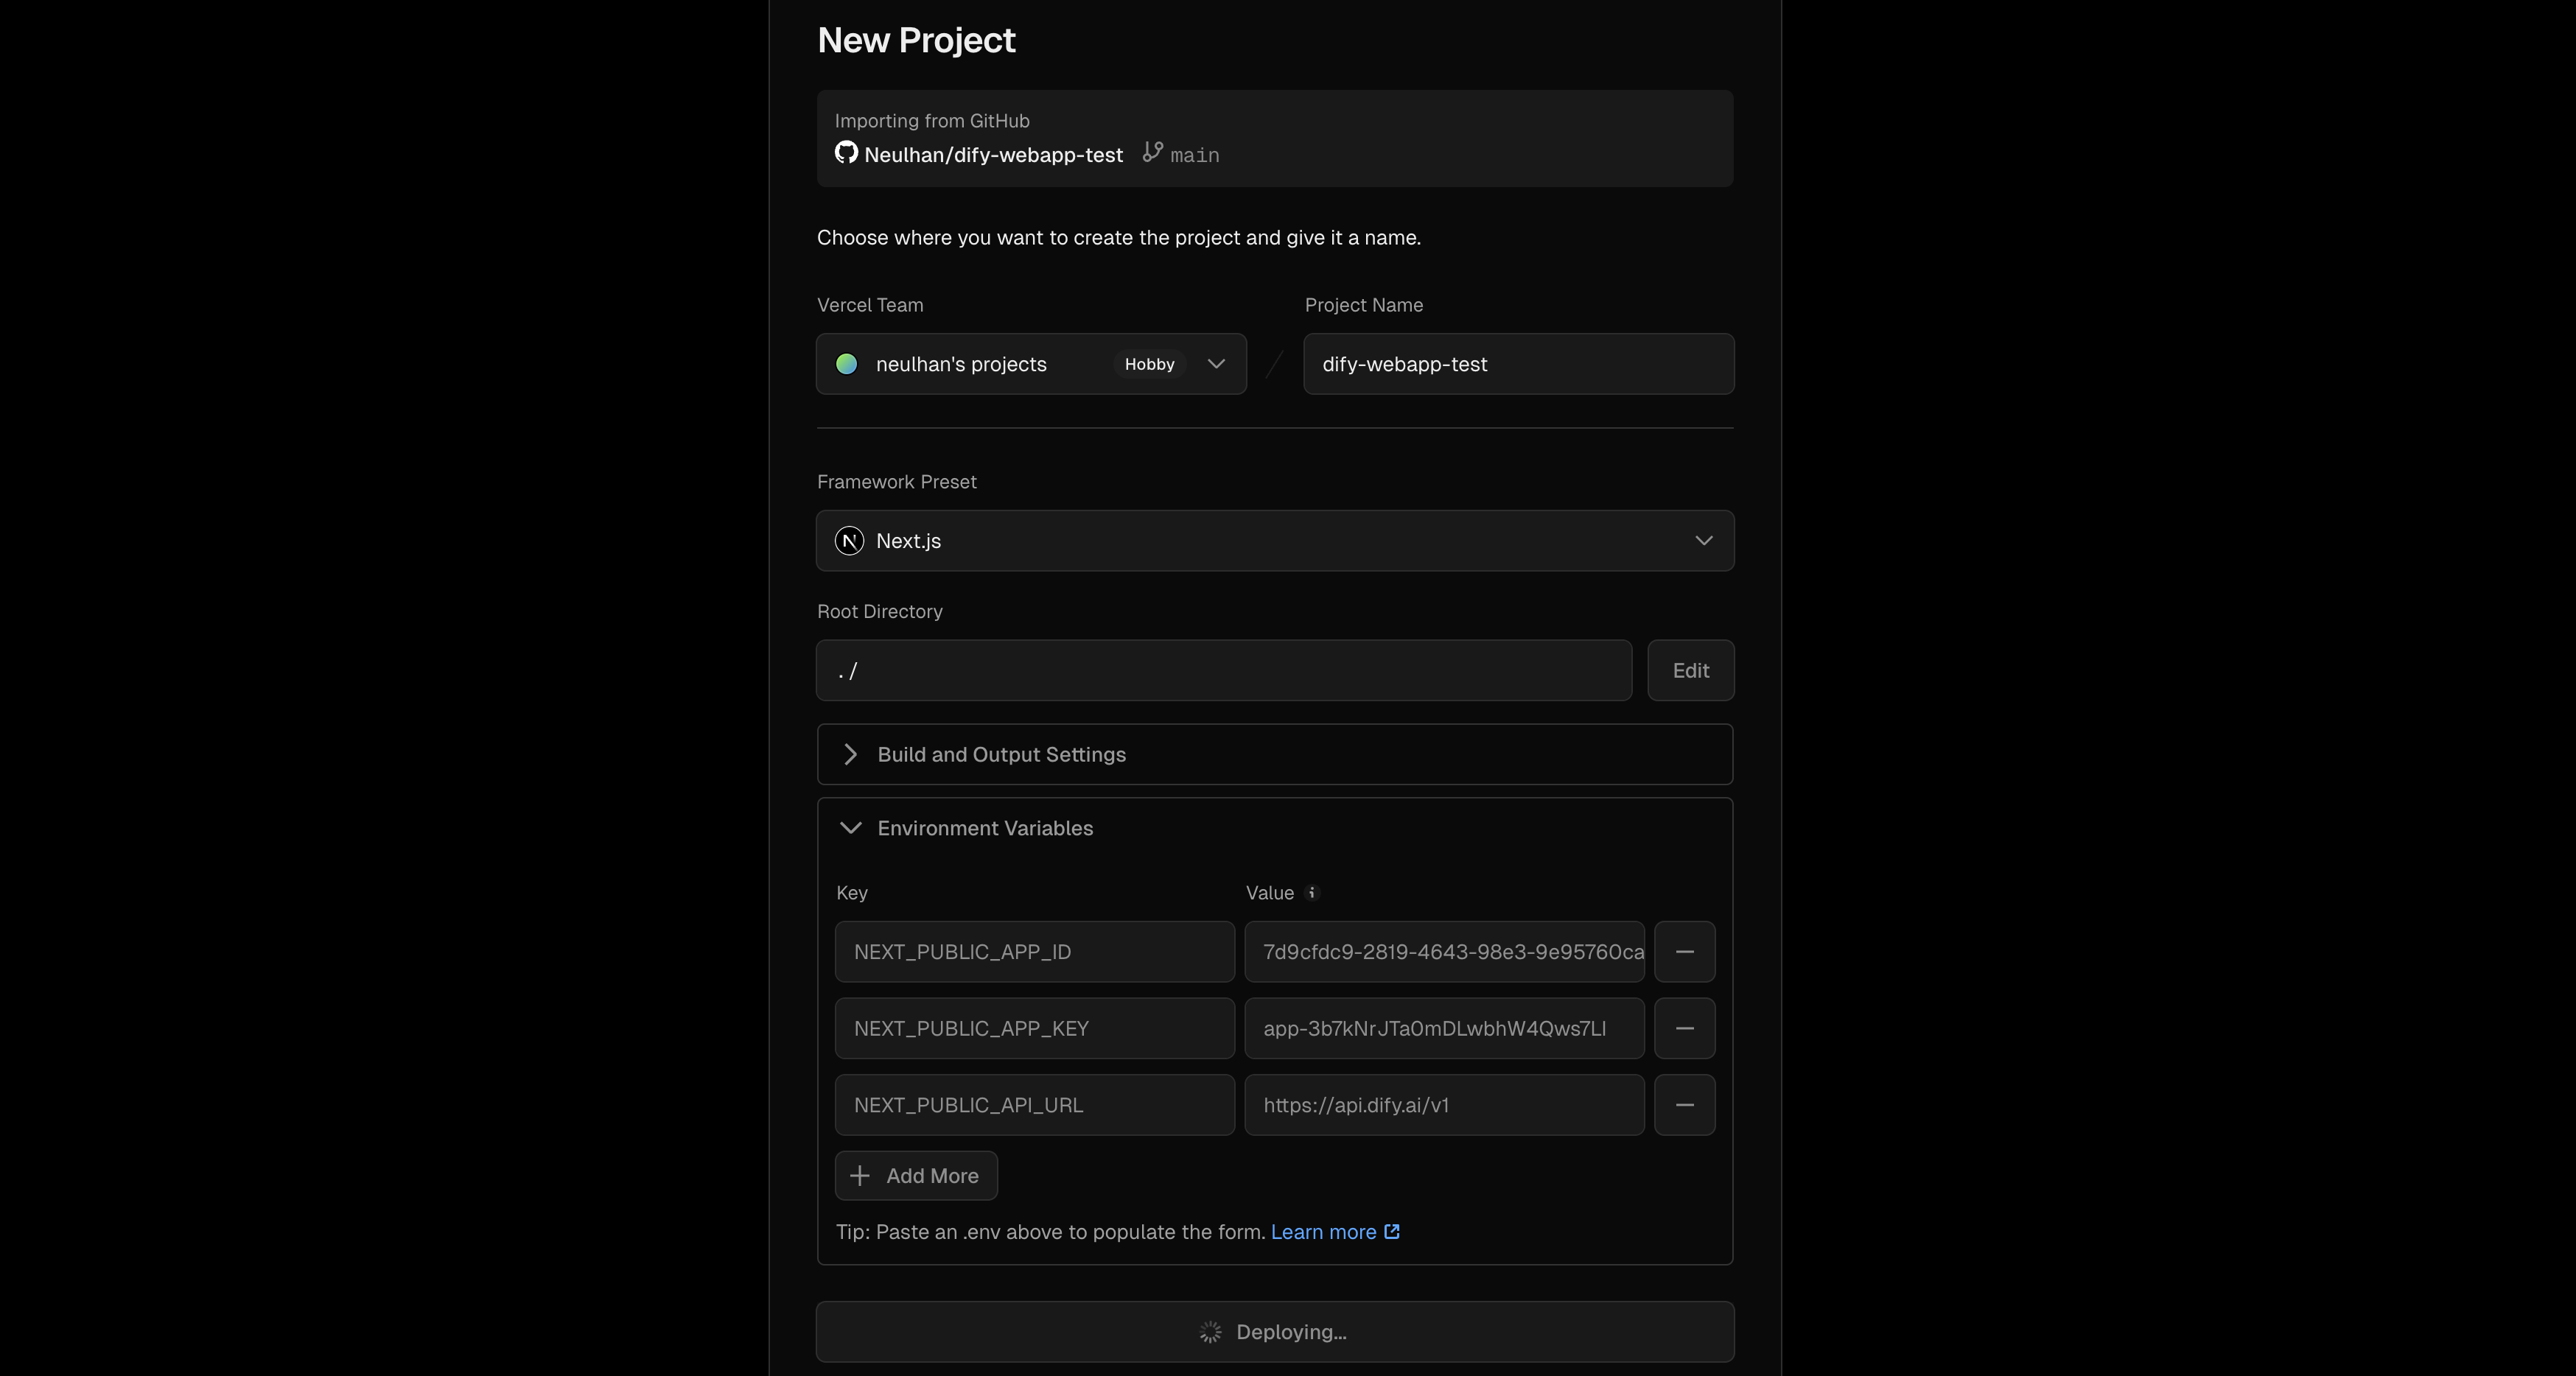 New Project
Importing from GitHub
Neulhan/dify-webapp-test main
Choose where you want to create the project and give it a name.
Vercel Team
Project Name
neulhan's projects Hobby
/
dify-webapp-test
Framework Preset
Next.js
Root Directory
./
Edit
Build and Output Settings
Environment Variables
Key
Value
NEXT_PUBLIC_APP_ID
7d9cfdc9-2819-4643-98e3-9e95760ca
NEXT_PUBLIC_APP_KEY
app-3b7kNrJTa0mDLwbhW4Qws7LI
NEXT_PUBLIC_API_URL
https://api.dify.ai/v1
Add More
Tip: Paste an .env above to populate the form. Learn more
Deploying...